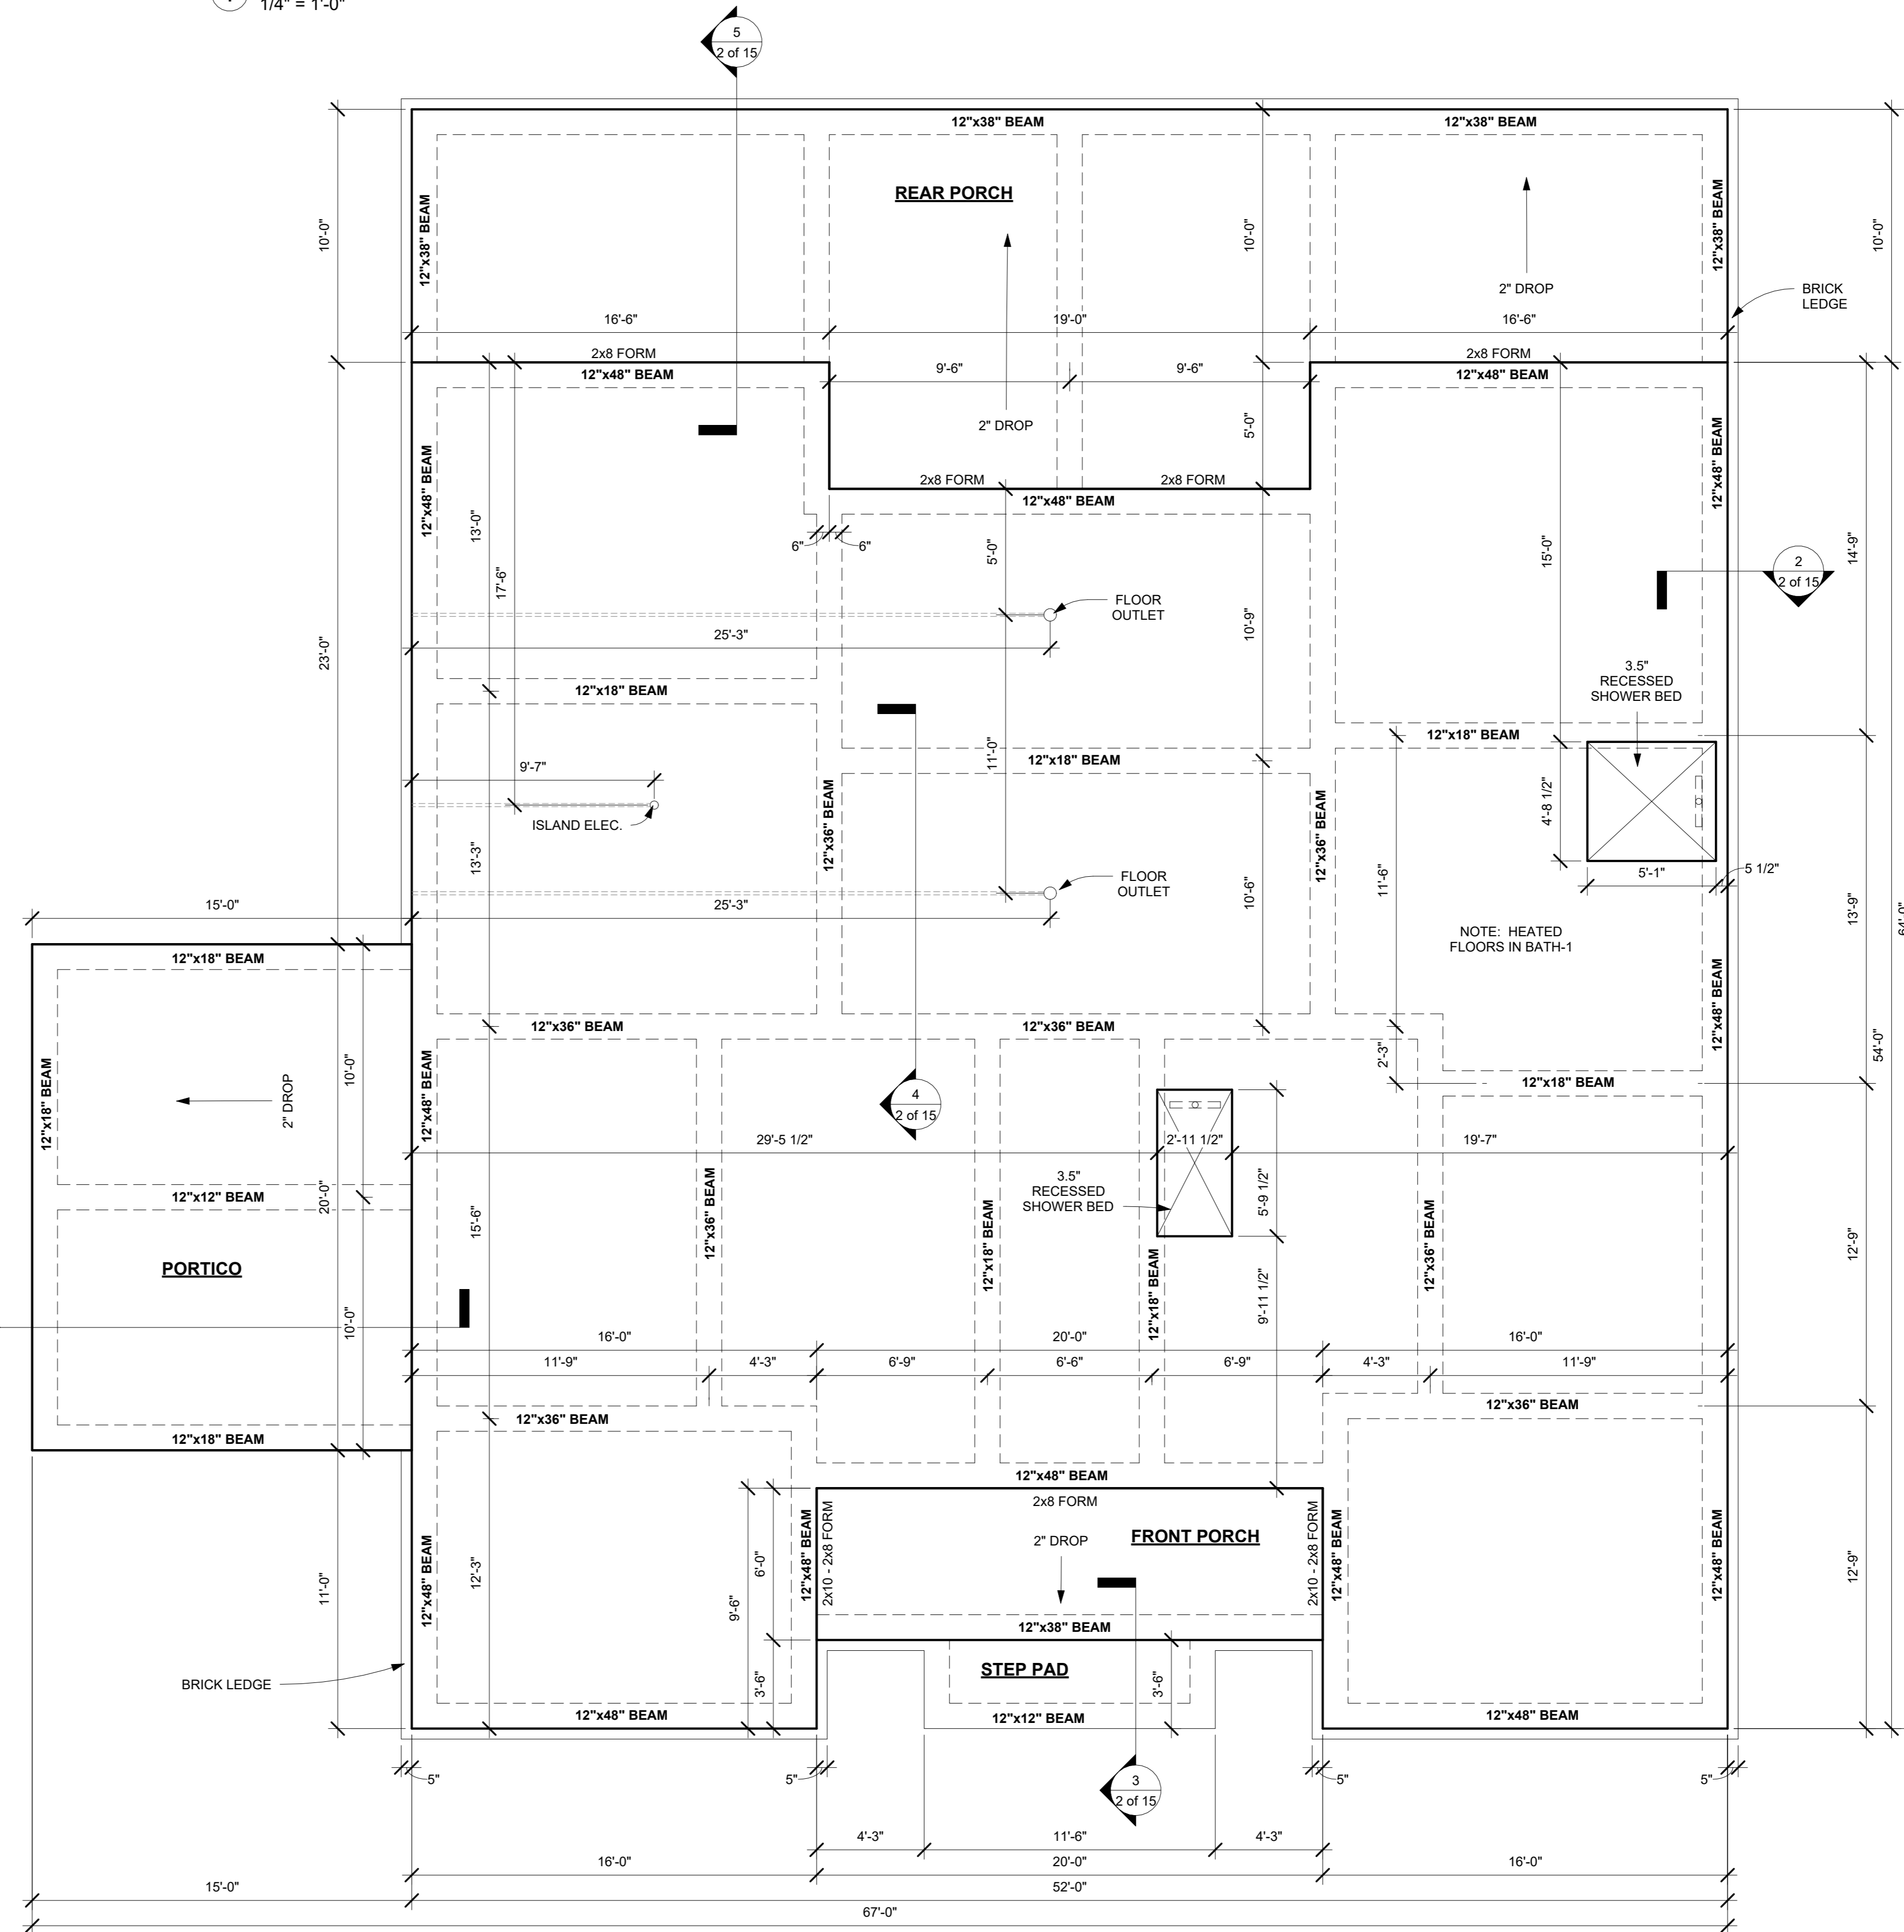 1/4" = 1'-0"
5
2 of 15
12"x38" BEAM
12"x38" BEAM
REAR PORCH
12"x38" BEAM
12"x38" BEAM
10'-0"
10'-0"
10'-0"
2" DROP
BRICK
LEDGE
16'-6"
19'-0"
16'-6"
2x8 FORM
2x8 FORM
12"x48" BEAM
9'-6"
9'-6"
12"x48" BEAM
2" DROP
5'-0"
2x8 FORM
2x8 FORM
12"x48" BEAM
12"x48" BEAM
12"x48" BEAM
13'-0"
17'-6"
6"
6"
5'-0"
15'-0"
14'-9"
2
2 of 15
FLOOR
OUTLET
10'-9"
25'-3"
23'-0"
3.5"
RECESSED
SHOWER BED
12"x18" BEAM
12"x18" BEAM
11'-0"
12"x18" BEAM
9'-7"
ISLAND ELEC.
12"x36" BEAM
12"x36" BEAM
4'-8 1/2"
13'-3"
FLOOR
OUTLET
10'-6"
11'-6"
5'-1"
5 1/2"
13'-9"
64'-0"
15'-0"
25'-3"
NOTE: HEATED
FLOORS IN BATH-1
12"x18" BEAM
12"x48" BEAM
12"x36" BEAM
12"x36" BEAM
2'-3"
54'-0"
12"x18" BEAM
12"x18" BEAM
2" DROP
10'-0"
12"x48" BEAM
4
2 of 15
29'-5 1/2"
2'-11 1/2"
19'-7"
3.5"
RECESSED
SHOWER BED
5'-9 1/2"
12"x12" BEAM
20'-0"
15'-6"
12"x36" BEAM
12"x18" BEAM
12"x18" BEAM
12"x36" BEAM
12'-9"
PORTICO
10'-0"
9'-11 1/2"
16'-0"
20'-0"
16'-0"
11'-9"
4'-3"
6'-9"
6'-6"
6'-9"
4'-3"
11'-9"
12"x36" BEAM
12"x36" BEAM
12"x18" BEAM
12"x48" BEAM
2x8 FORM
FRONT PORCH
2" DROP
2x10 - 2x8 FORM
2x10 - 2x8 FORM
12"x48" BEAM
12"x48" BEAM
12"x48" BEAM
12"x48" BEAM
11'-0"
12'-3"
9'-6"
6'-0"
12'-9"
12"x38" BEAM
STEP PAD
3'-6"
3'-6"
BRICK LEDGE
12"x48" BEAM
12"x12" BEAM
12"x48" BEAM
5"
5"
5"
5"
3
2 of 15
4'-3"
11'-6"
4'-3"
16'-0"
20'-0"
16'-0"
15'-0"
52'-0"
67'-0"